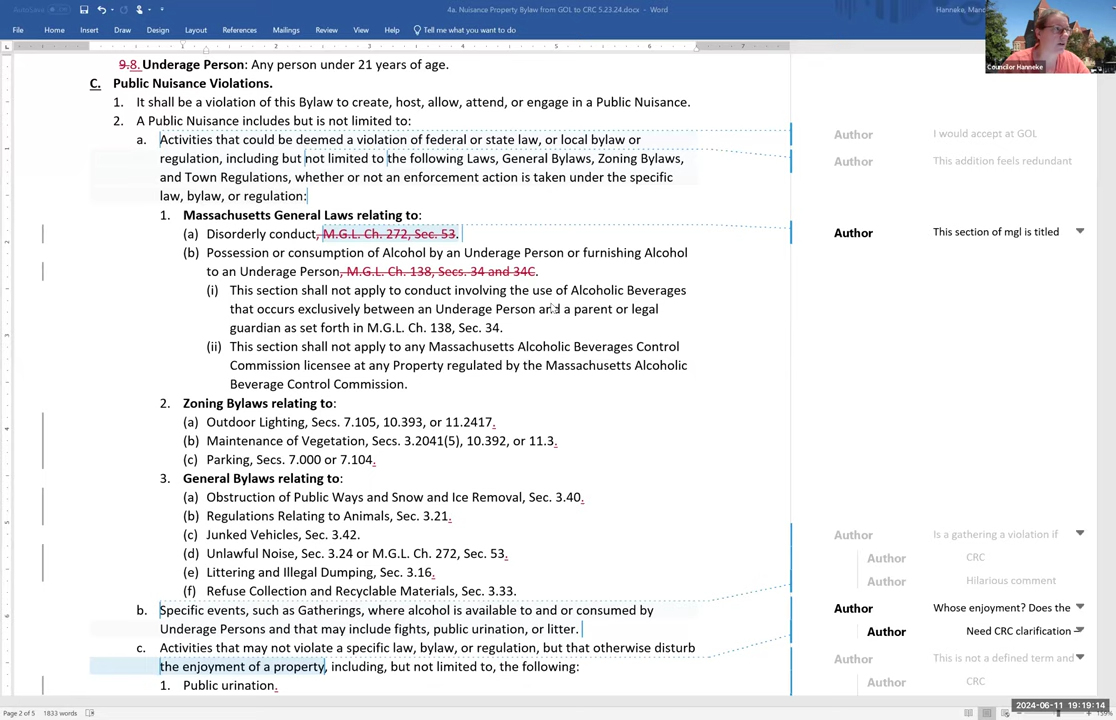 AutoSave
4a. Nuisance Property Bylaw from GOL to CRC 5.23.24.docx - Word
Hanneke,
File Home Insert Draw Design Layout References Mailings Review View Help Tell me what you want to do
Councilor Hanneke
9.8. Underage Person: Any person under 21 years of age.
C. Public Nuisance Violations.
1. It shall be a violation of this Bylaw to create, host, allow, attend, or engage in a Public Nuisance.
2. A Public Nuisance includes but is not limited to:
a. Activities that could be deemed a violation of federal or state law, or local bylaw or
regulation, including but not limited to the following Laws, General Bylaws, Zoning Bylaws,
and Town Regulations, whether or not an enforcement action is taken under the specific
law, bylaw, or regulation:
1. Massachusetts General Laws relating to:
(a) Disorderly conduct, M.G.L. Ch. 272, Sec. 53.
(b) Possession or consumption of Alcohol by an Underage Person or furnishing Alcohol
to an Underage Person, M.G.L. Ch. 138, Secs. 34 and 34C.
(i) This section shall not apply to conduct involving the use of Alcoholic Beverages
that occurs exclusively between an Underage Person and a parent or legal
guardian as set forth in M.G.L. Ch. 138, Sec. 34.
(ii) This section shall not apply to any Massachusetts Alcoholic Beverages Control
Commission licensee at any Property regulated by the Massachusetts Alcoholic
Beverage Control Commission.
2. Zoning Bylaws relating to:
(a) Outdoor Lighting, Secs. 7.105, 10.393, or 11.2417.
(b) Maintenance of Vegetation, Secs. 3.2041(5), 10.392, or 11.3.
(c) Parking, Secs. 7.000 or 7.104.
3. General Bylaws relating to:
(a) Obstruction of Public Ways and Snow and Ice Removal, Sec. 3.40.
(b) Regulations Relating to Animals, Sec. 3.21.
(c) Junked Vehicles, Sec. 3.42.
(d) Unlawful Noise, Sec. 3.24 or M.G.L. Ch. 272, Sec. 53.
(e) Littering and Illegal Dumping, Sec. 3.16.
(f) Refuse Collection and Recyclable Materials, Sec. 3.33.
b. Specific events, such as Gatherings, where alcohol is available to and or consumed by
Underage Persons and that may include fights, public urination, or litter.
c. Activities that may not violate a specific law, bylaw, or regulation, but that otherwise disturb
the enjoyment of a property, including, but not limited to, the following:
1. Public urination.
Author I would accept at GOL
Author This addition feels redundant
Author This section of mgl is titled
Author Is a gathering a violation if
Author CRC
Author Hilarious comment
Author Whose enjoyment? Does the
Author Need CRC clarification
Author This is not a defined term and
Author CRC
Page 2 of 5 1833 words
2024-06-11 19:19:14